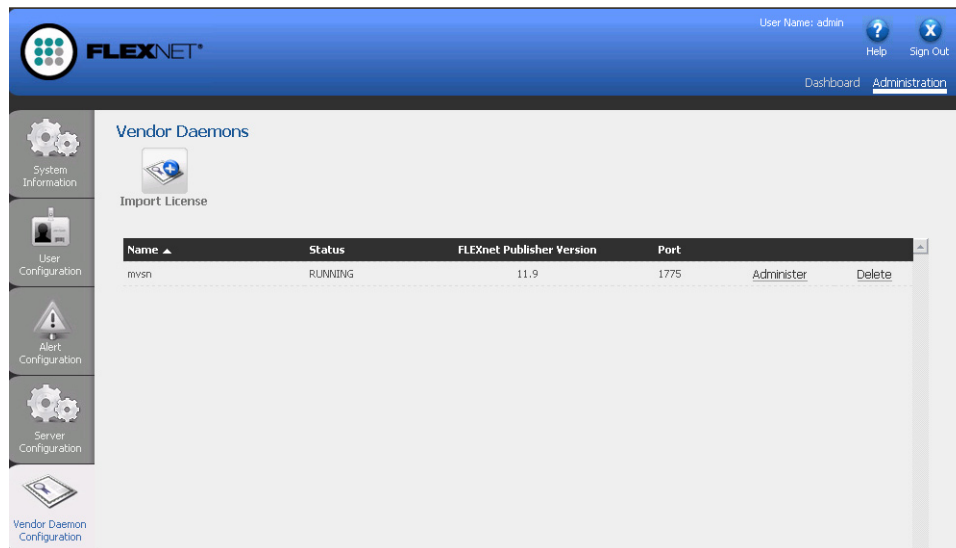 User Name: admin
FLEXNET
Help
Sign Out
Dashboard
Administration
System
Information
User
Configuration
Alert
Configuration
Server
Configuration
Vendor Daemon
Configuration
Vendor Daemons
Import License
Name Status FLEXnet Publisher Version Port
mvsn RUNNING 11.9 1775 Administer Delete